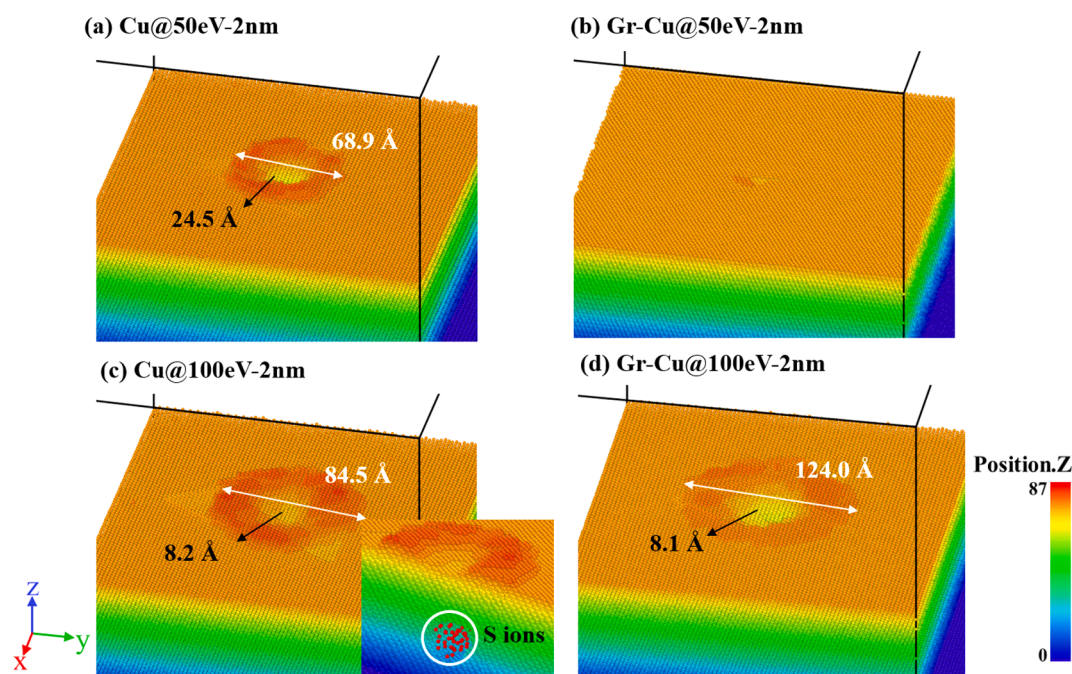 (a) Cu@50eV-2nm
(b) Gr-Cu@50eV-2nm
68.9 Å
24.5 Å
(c) Cu@100eV-2nm
(d) Gr-Cu@100eV-2nm
84.5 Å
8.2 Å
S ions
124.0 Å
8.1 Å
Position.Z
87
0
z
y
x